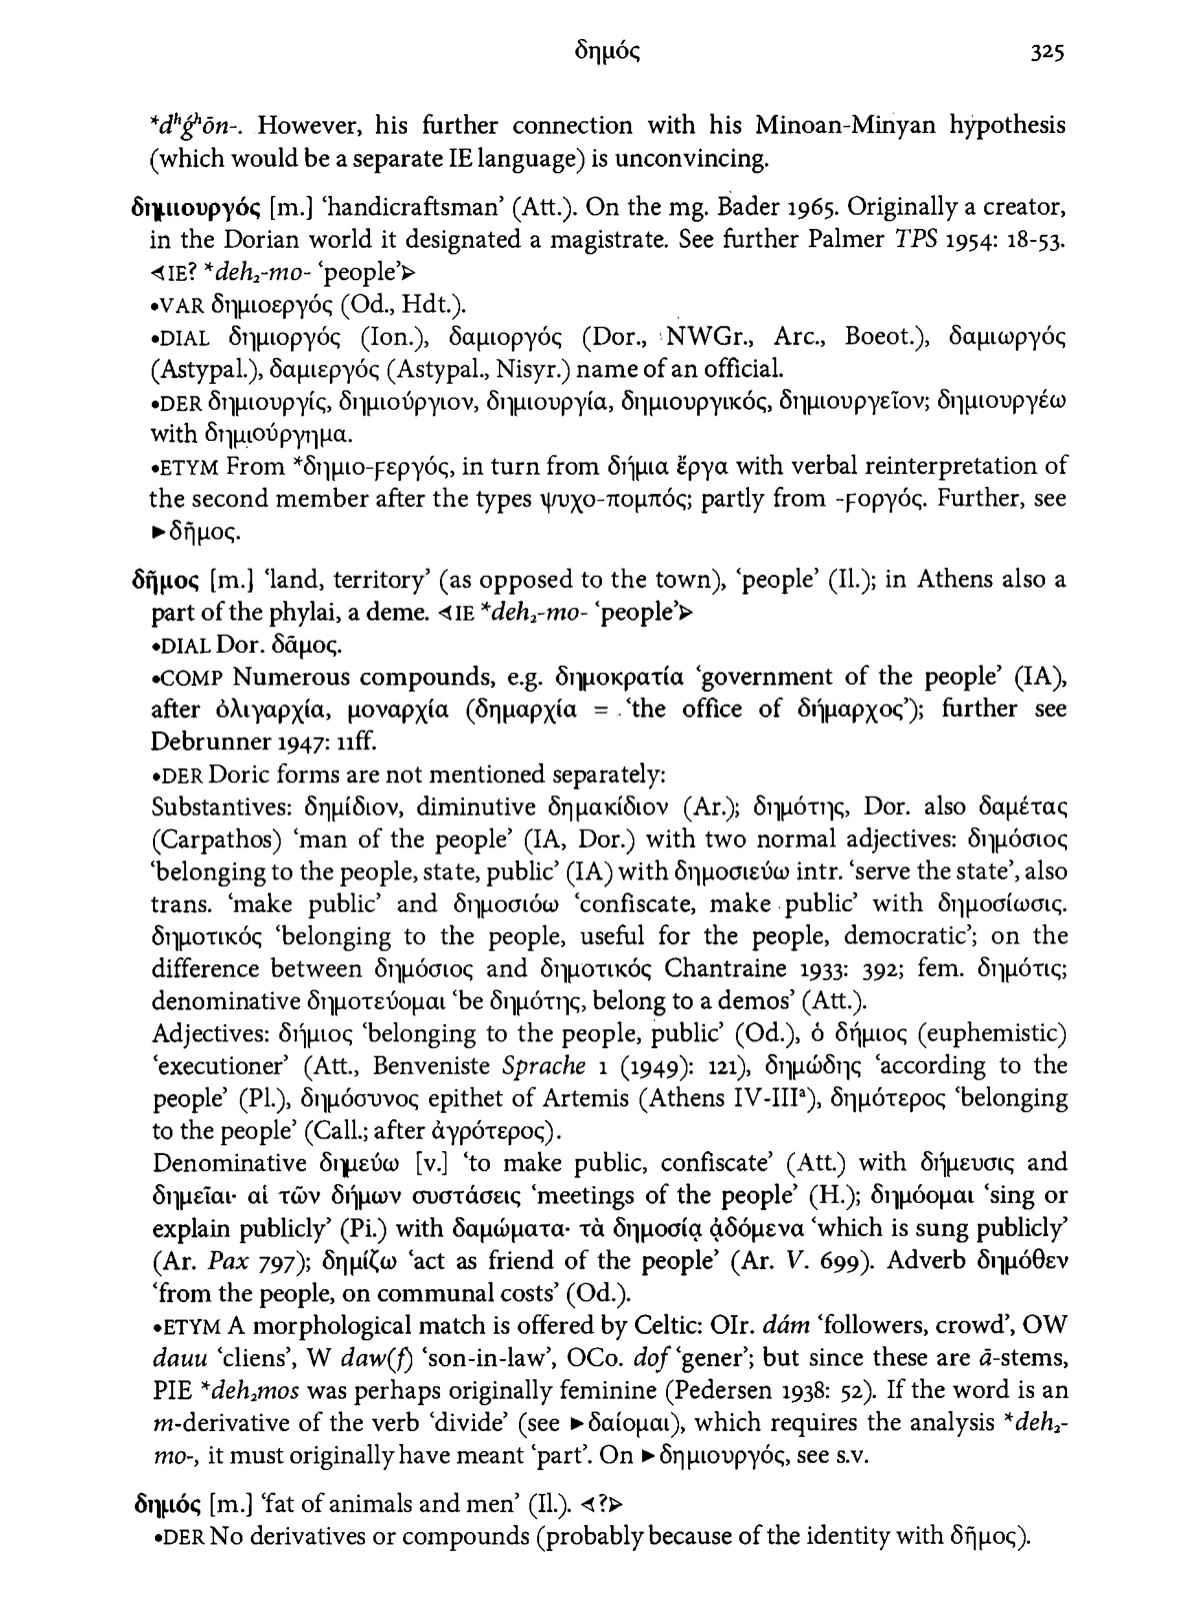 δημός 325
*dʰǵʰōn-. However, his further connection with his Minoan-Minyan hypothesis
(which would be a separate IE language) is unconvincing.
δημιουργός [m.] ‘handicraftsman’ (Att.). On the mg. Bader 1965. Originally a creator,
in the Dorian world it designated a magistrate. See further Palmer TPS 1954: 18-53.
⊲IE? *deh₂-mo- ‘people’⊳
•VAR δημιοεργός (Od., Hdt.).
•DIAL δημιοργός (Ion.), δαμιοργός (Dor., NWGr., Arc., Boeot.), δαμιωργός
(Astypal.), δαμιεργός (Astypal., Nisyr.) name of an official.
•DER δημιουργίς, δημιούργιον, δημιουργία, δημιουργικός, δημιουργεῖον; δημιουργέω
with δημιούργημα.
•ETYM From *δημιο-ϝεργός, in turn from δήμια ἔργα with verbal reinterpretation of
the second member after the types ψυχο-πομπός; partly from -ϝοργός. Further, see
►δῆμος.
δῆμος [m.] ‘land, territory’ (as opposed to the town), ‘people’ (Il.); in Athens also a
part of the phylai, a deme. ⊲IE *deh₂-mo- ‘people’⊳
•DIAL Dor. δᾶμος.
•COMP Numerous compounds, e.g. δημοκρατία ‘government of the people’ (IA),
after ὀλιγαρχία, μοναρχία (δημαρχία = ‘the office of δήμαρχος’); further see
Debrunner 1947: 11ff.
•DER Doric forms are not mentioned separately:
Substantives: δημίδιον, diminutive δημακίδιον (Ar.); δημότης, Dor. also δαμέτας
(Carpathos) ‘man of the people’ (IA, Dor.) with two normal adjectives: δημόσιος
‘belonging to the people, state, public’ (IA) with δημοσιεύω intr. ‘serve the state’, also
trans. ‘make public’ and δημοσιόω ‘confiscate, make public’ with δημοσίωσις.
δημοτικός ‘belonging to the people, useful for the people, democratic’; on the
difference between δημόσιος and δημοτικός Chantraine 1933: 392; fem. δημότις;
denominative δημοτεύομαι ‘be δημότης, belong to a demos’ (Att.).
Adjectives: δήμιος ‘belonging to the people, public’ (Od.), ὁ δήμιος (euphemistic)
‘executioner’ (Att., Benveniste Sprache 1 (1949): 121), δημώδης ‘according to the
people’ (Pl.), δημόσυνος epithet of Artemis (Athens IV-IIIᵃ), δημότερος ‘belonging
to the people’ (Call.; after ἀγρότερος).
Denominative δημεύω [v.] ‘to make public, confiscate’ (Att.) with δήμευσις and
δημεῖαι· αἱ τῶν δήμων συστάσεις ‘meetings of the people’ (H.); δημόομαι ‘sing or
explain publicly’ (Pi.) with δαμώματα· τὰ δημοσίᾳ ᾀδόμενα ‘which is sung publicly’
(Ar. Pax 797); δημίζω ‘act as friend of the people’ (Ar. V. 699). Adverb δημόθεν
‘from the people, on communal costs’ (Od.).
•ETYM A morphological match is offered by Celtic: OIr. dám ‘followers, crowd’, OW
dauu ‘cliens’, W daw(f) ‘son-in-law’, OCo. dof ‘gener’; but since these are ā-stems,
PIE *deh₂mos was perhaps originally feminine (Pedersen 1938: 52). If the word is an
m-derivative of the verb ‘divide’ (see ►δαίομαι), which requires the analysis *deh₂-
mo-, it must originally have meant ‘part’. On ►δημιουργός, see s.v.
δημός [m.] ‘fat of animals and men’ (Il.). ⊲?⊳
•DER No derivatives or compounds (probably because of the identity with δῆμος).